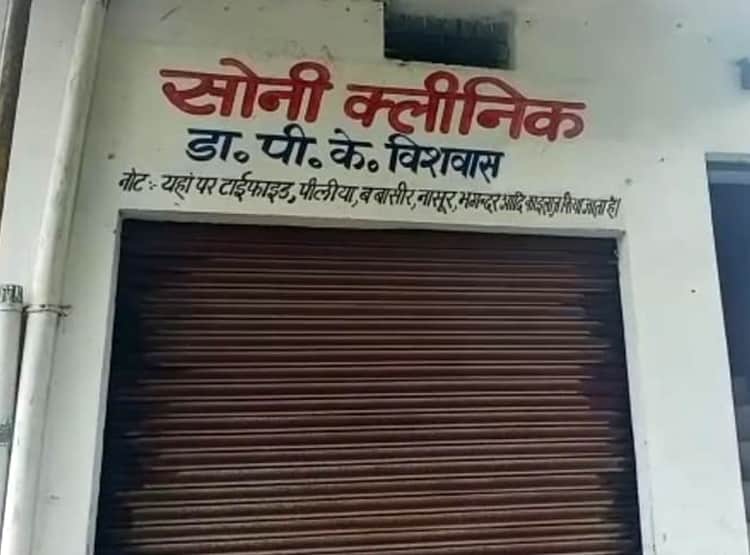 सोनी क्लीनिक
डा. पी. के. विशवास
नोट :- यहां पर टाईफाइड, पीलीया, बबासीर, नासूर, भगन्दर आदि का इलाज किया जाता है।